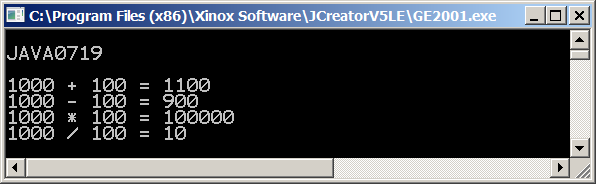 C:\Program Files (x86)\Xinox Software\JCreatorV5LE\GE2001.exe
JAVA0719
1000 + 100 = 1100
1000 - 100 = 900
1000 * 100 = 100000
1000 / 100 = 10